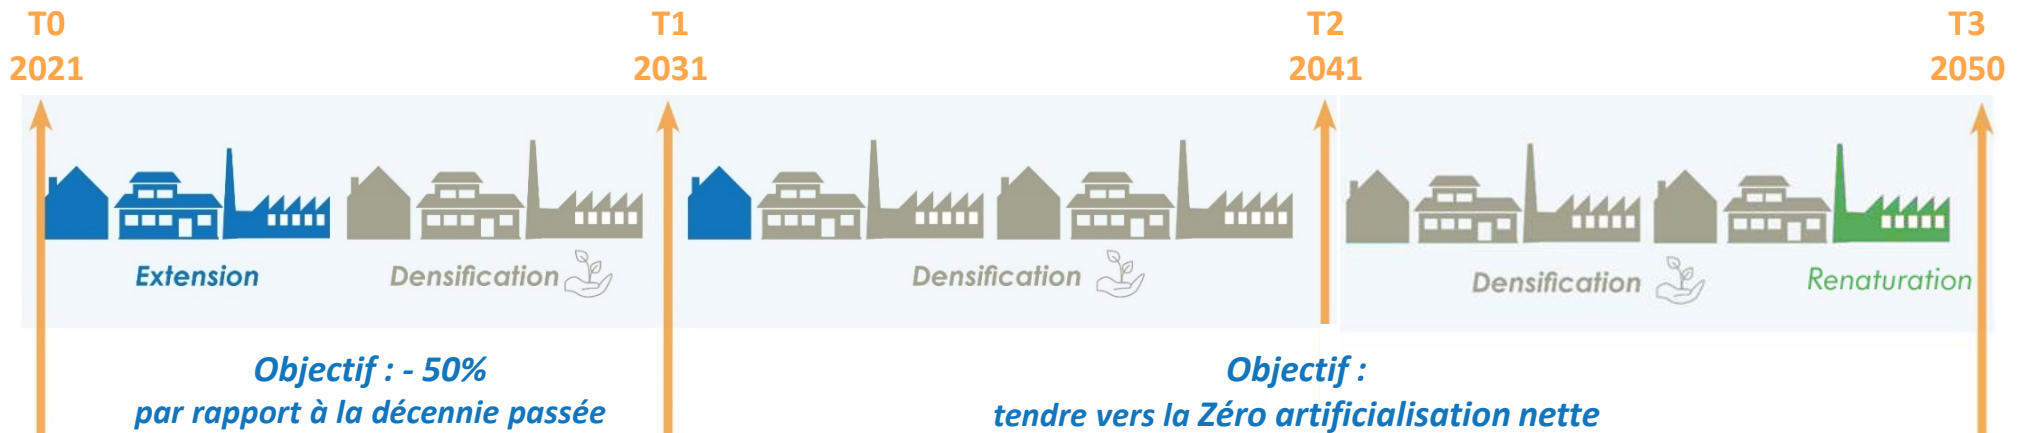 T0
2021
T1
2031
T2
2041
T3
2050
Extension
Densification
Densification
Densification
Renaturation
Objectif : - 50%
par rapport à la décennie passée
Objectif :
tendre vers la Zéro artificialisation nette